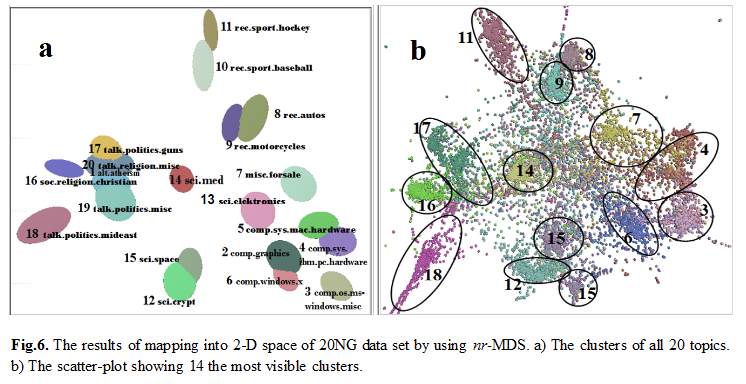 a
11 rec.sport.hockey
10 rec.sport.baseball
8 rec.autos
9 rec.motorcycles
17 talk.politics.guns
20 talk.religion.misc
1 alt.atheism
16 soc.religion.christian
14 sci.med
7 misc.forsale
19 talk.politics.misc
13 sci.elektronics
18 talk.politics.mideast
5 comp.sys.mac.hardware
15 sci.space
2 comp.graphics
4 comp.sys.
ibm.pc.hardware
6 comp.windows.x
12 sci.crypt
3 comp.os.ms-
windows.misc
b
11
8
9
7
17
4
14
16
3
6
15
18
12
15
Fig.6. The results of mapping into 2-D space of 20NG data set by using nr-MDS. a) The clusters of all 20 topics.
b) The scatter-plot showing 14 the most visible clusters.